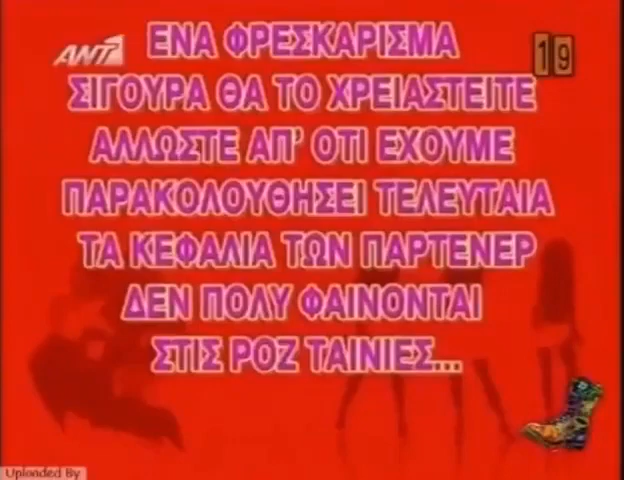 ANT1
19
ΕΝΑ ΦΡΕΣΚΑΡΙΣΜΑ
ΣΙΓΟΥΡΑ ΘΑ ΤΟ ΧΡΕΙΑΣΤΕΙΤΕ
ΑΛΛΩΣΤΕ ΑΠ' ΟΤΙ ΕΧΟΥΜΕ
ΠΑΡΑΚΟΛΟΥΘΗΣΕΙ ΤΕΛΕΥΤΑΙΑ
ΤΑ ΚΕΦΑΛΙΑ ΤΩΝ ΠΑΡΤΕΝΕΡ
ΔΕΝ ΠΟΛΥ ΦΑΙΝΟΝΤΑΙ
ΣΤΙΣ ΡΟΖ ΤΑΙΝΙΕΣ...
Uploaded By